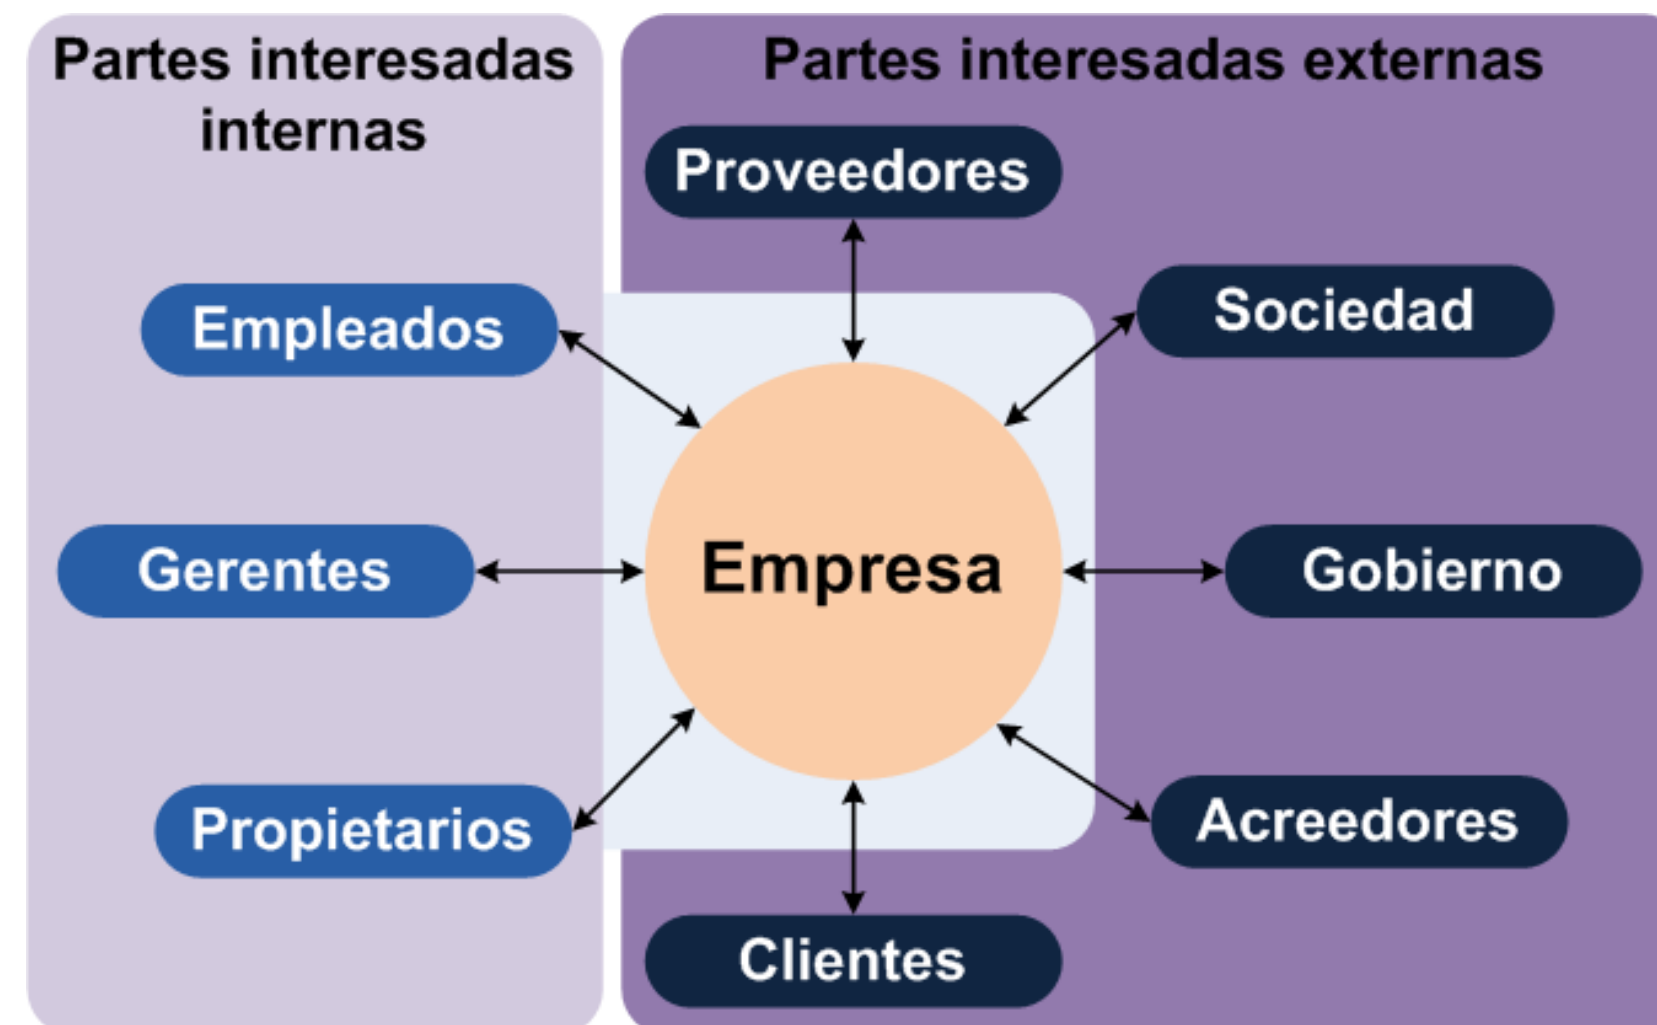 Partes interesadas
internas
Empleados
Gerentes
Propietarios
Partes interesadas externas
Proveedores
Sociedad
Empresa
Gobierno
Acreedores
Clientes